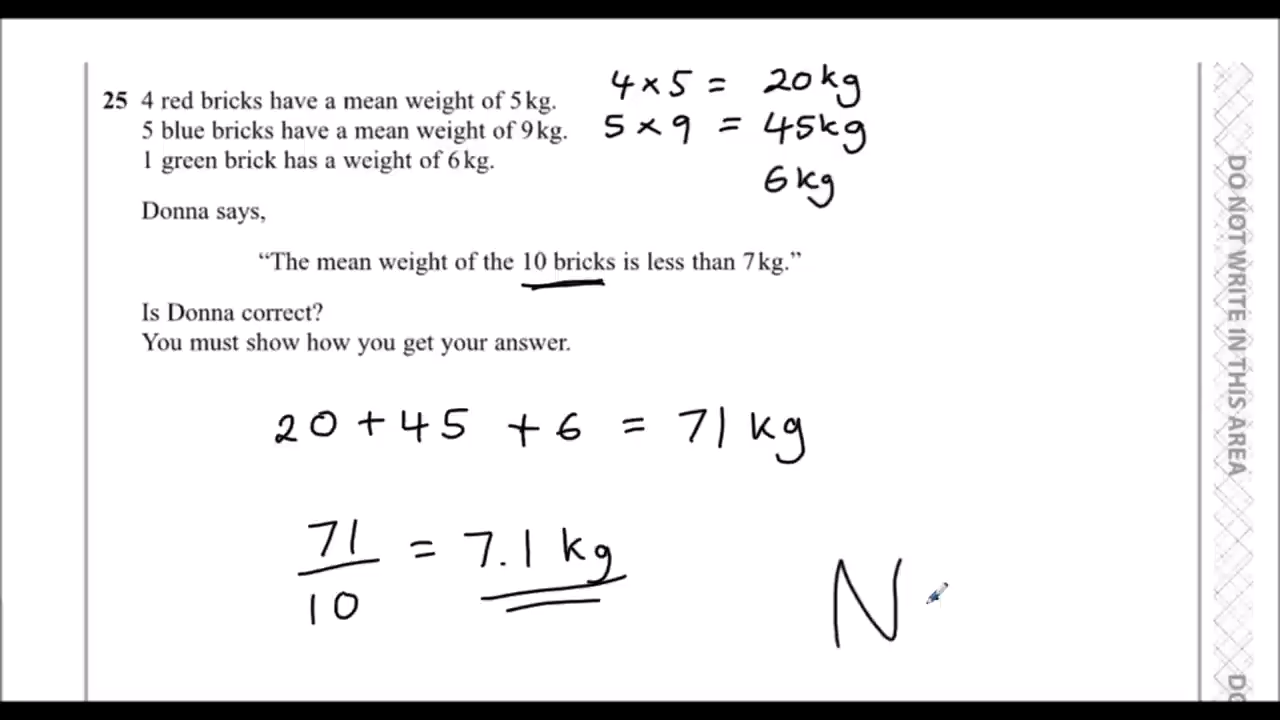 25 4 red bricks have a mean weight of 5 kg.
5 blue bricks have a mean weight of 9 kg.
1 green brick has a weight of 6 kg.
4 × 5 = 20 kg
5 × 9 = 45 kg
6 kg
Donna says,
“The mean weight of the 10 bricks is less than 7 kg.”
Is Donna correct?
You must show how you get your answer.
20 + 45 + 6 = 71 kg
71
10
= 7.1 kg
N
DO NOT WRITE IN THIS AREA
DO